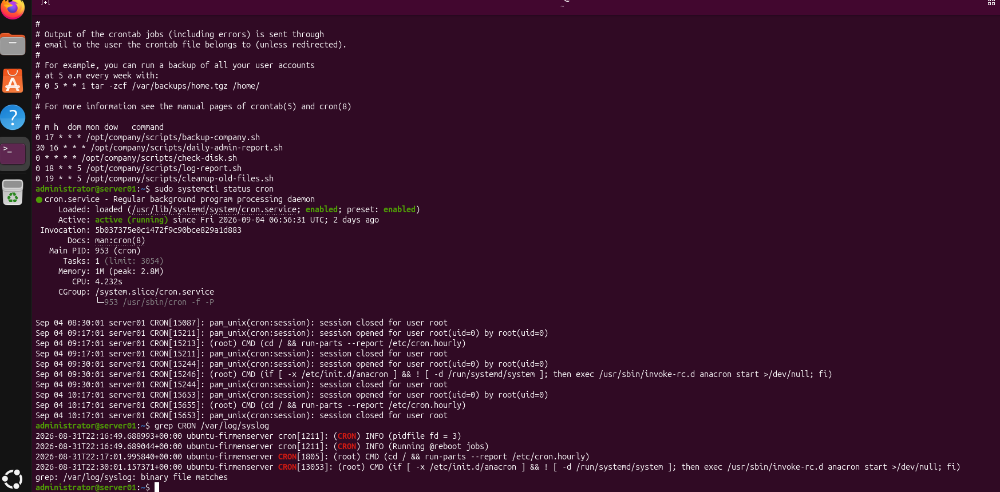 #
# Output of the crontab jobs (including errors) is sent through
# email to the user the crontab file belongs to (unless redirected).
#
# For example, you can run a backup of all your user accounts
# at 5 a.m every week with:
# 0 5 * * 1 tar -zcf /var/backups/home.tgz /home/
#
# For more information see the manual pages of crontab(5) and cron(8)
#
# m h  dom mon dow   command
0 17 * * * /opt/company/scripts/backup-company.sh
30 16 * * * /opt/company/scripts/daily-admin-report.sh
0 * * * * /opt/company/scripts/check-disk.sh
0 18 * * 5 /opt/company/scripts/log-report.sh
0 19 * * 5 /opt/company/scripts/cleanup-old-files.sh
administrator@server01:~$ sudo systemctl status cron
● cron.service - Regular background program processing daemon
     Loaded: loaded (/usr/lib/systemd/system/cron.service; enabled; preset: enabled)
     Active: active (running) since Fri 2026-09-04 06:56:31 UTC; 2 days ago
 Invocation: 5b037375e0c1472f9c90bce829a1d883
       Docs: man:cron(8)
   Main PID: 953 (cron)
      Tasks: 1 (limit: 3054)
     Memory: 1M (peak: 2.8M)
        CPU: 4.232s
     CGroup: /system.slice/cron.service
             └─953 /usr/sbin/cron -f -P
Sep 04 08:30:01 server01 CRON[15087]: pam_unix(cron:session): session closed for user root
Sep 04 09:17:01 server01 CRON[15211]: pam_unix(cron:session): session opened for user root(uid=0) by root(uid=0)
Sep 04 09:17:01 server01 CRON[15213]: (root) CMD (cd / && run-parts --report /etc/cron.hourly)
Sep 04 09:17:01 server01 CRON[15211]: pam_unix(cron:session): session closed for user root
Sep 04 09:30:01 server01 CRON[15244]: pam_unix(cron:session): session opened for user root(uid=0) by root(uid=0)
Sep 04 09:30:01 server01 CRON[15246]: (root) CMD (if [ -x /etc/init.d/anacron ] && ! [ -d /run/systemd/system ]; then exec /usr/sbin/invoke-rc.d anacron start >/dev/null; fi)
Sep 04 09:30:01 server01 CRON[15244]: pam_unix(cron:session): session closed for user root
Sep 04 10:17:01 server01 CRON[15653]: pam_unix(cron:session): session opened for user root(uid=0) by root(uid=0)
Sep 04 10:17:01 server01 CRON[15655]: (root) CMD (cd / && run-parts --report /etc/cron.hourly)
Sep 04 10:17:01 server01 CRON[15653]: pam_unix(cron:session): session closed for user root
administrator@server01:~$ grep CRON /var/log/syslog
2026-08-31T22:16:49.688993+00:00 ubuntu-firmenserver cron[1211]: (CRON) INFO (pidfile fd = 3)
2026-08-31T22:16:49.689044+00:00 ubuntu-firmenserver cron[1211]: (CRON) INFO (Running @reboot jobs)
2026-08-31T22:17:01.995840+00:00 ubuntu-firmenserver CRON[1805]: (root) CMD (cd / && run-parts --report /etc/cron.hourly)
2026-08-31T22:30:01.157371+00:00 ubuntu-firmenserver CRON[13053]: (root) CMD (if [ -x /etc/init.d/anacron ] && ! [ -d /run/systemd/system ]; then exec /usr/sbin/invoke-rc.d anacron start >/dev/null; fi)
grep: /var/log/syslog: binary file matches
administrator@server01:~$